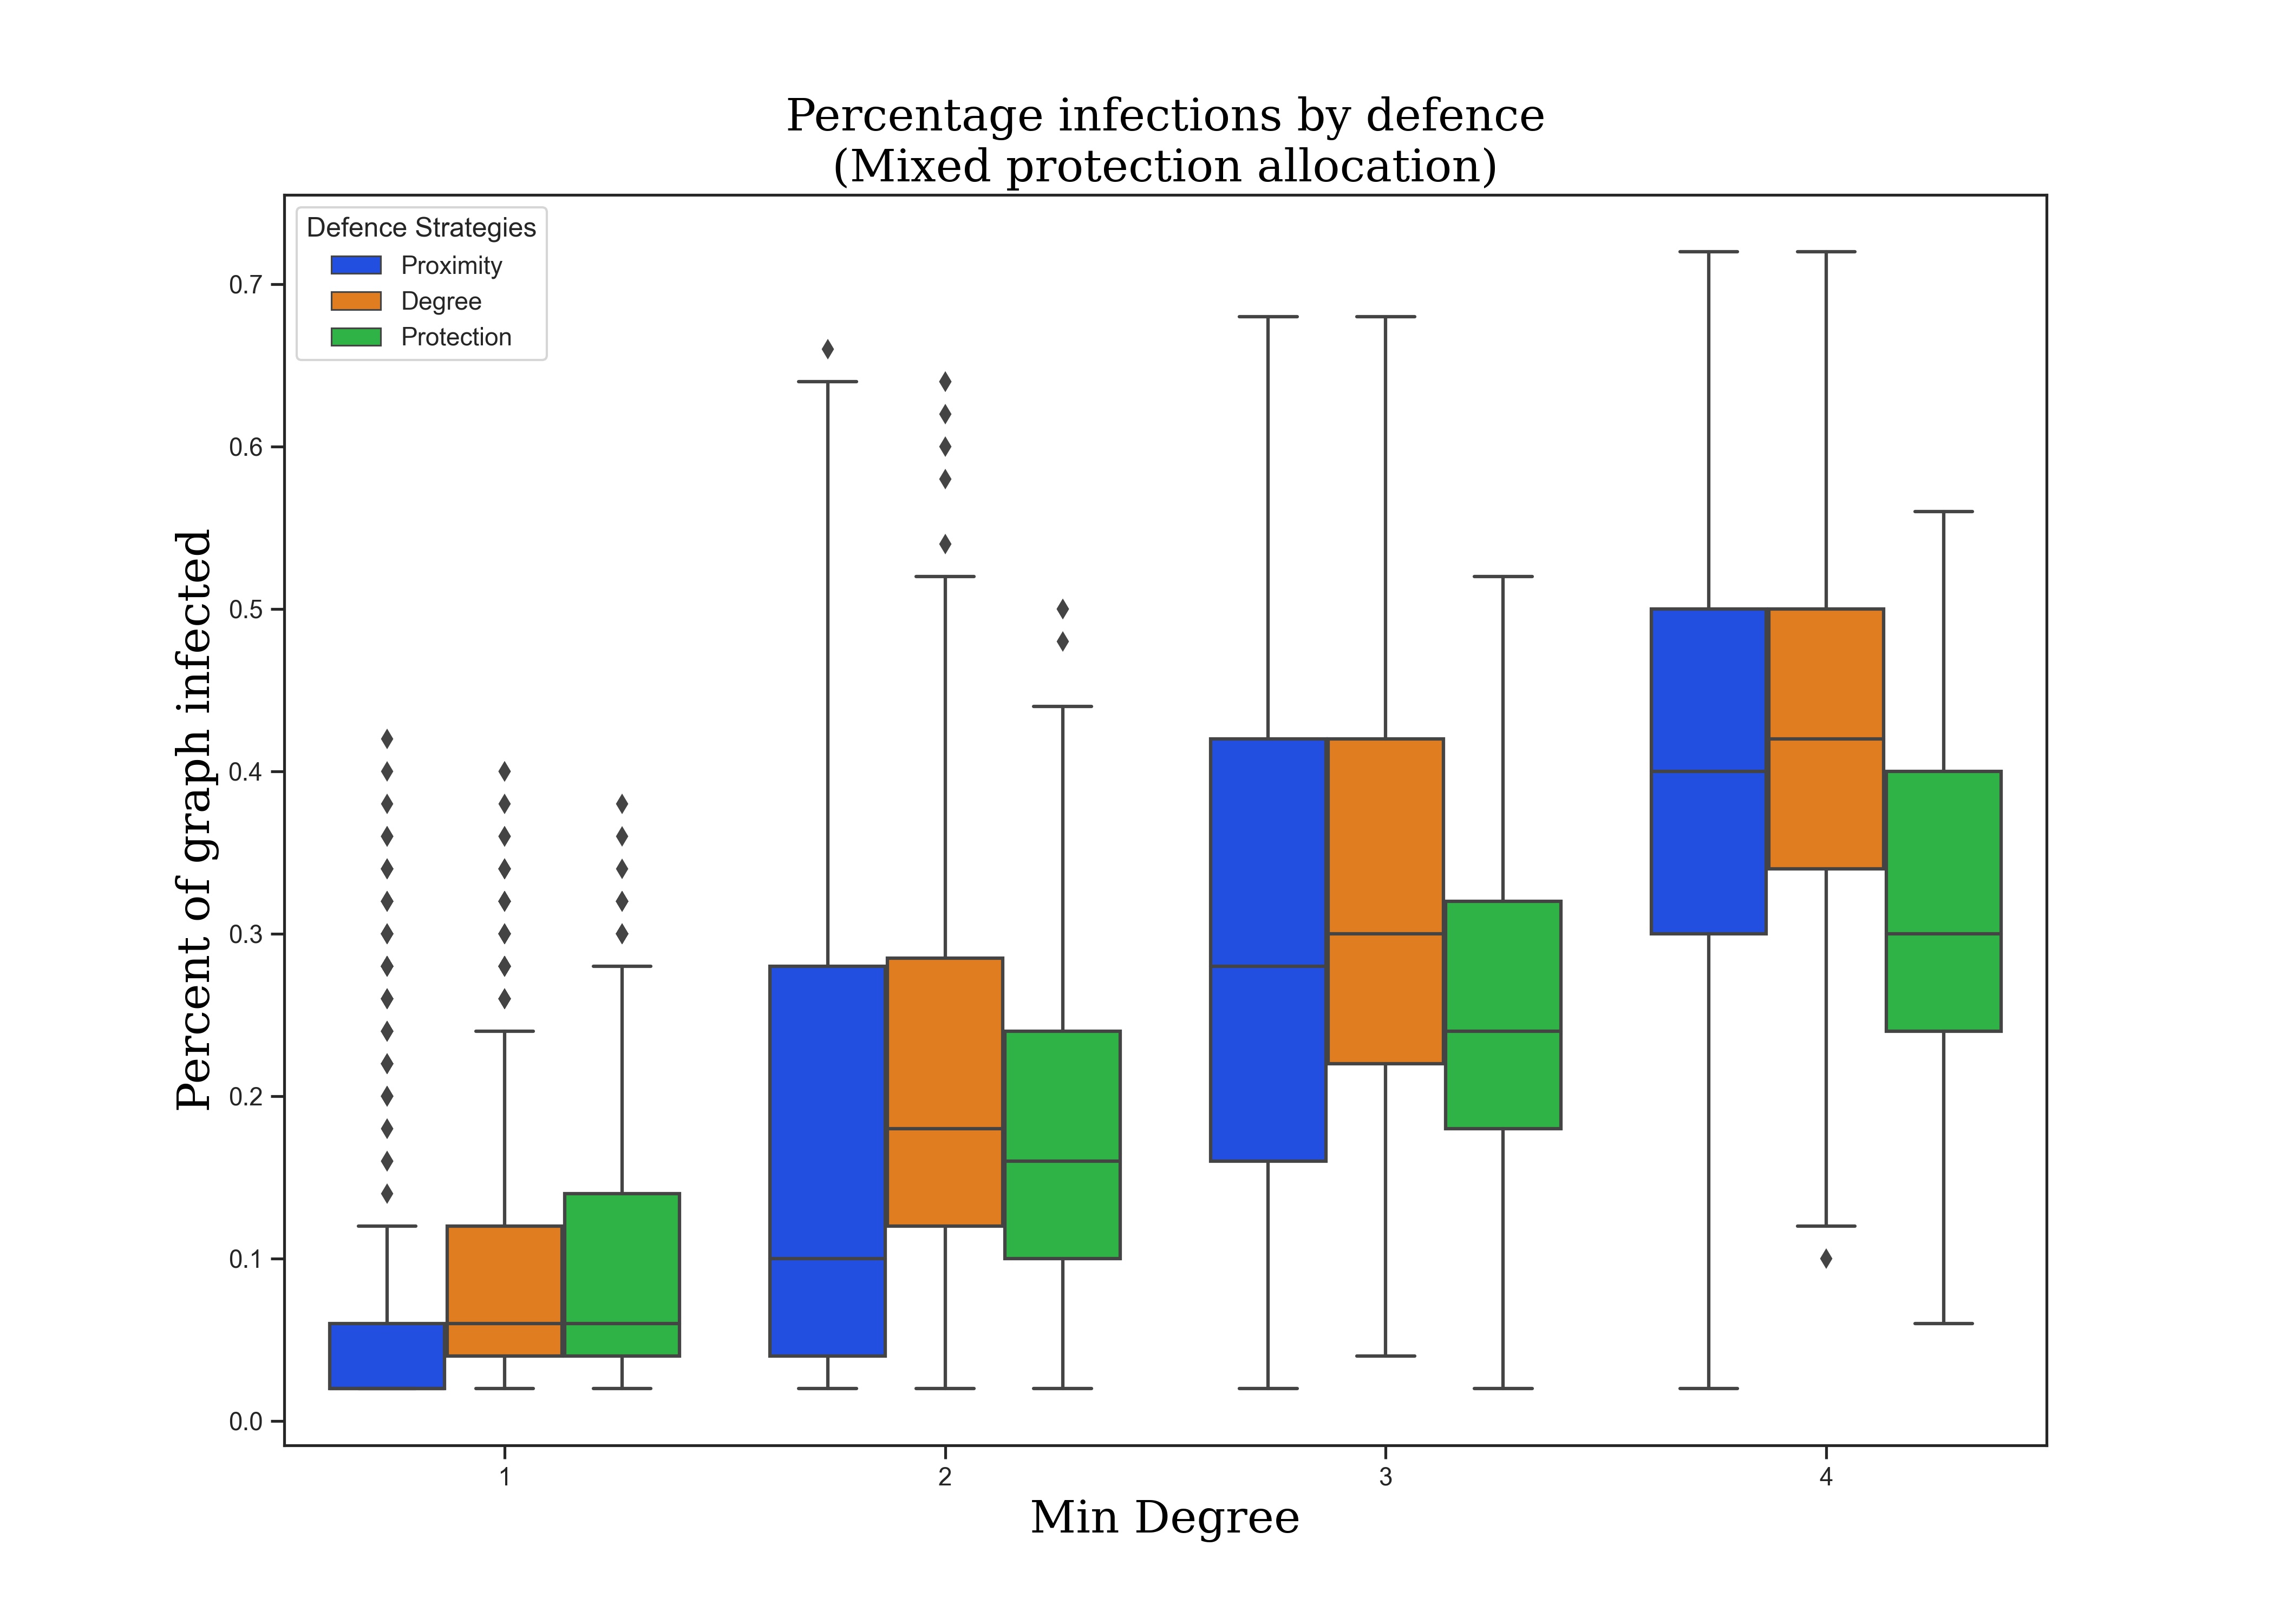 Percentage infections by defence
(Mixed protection allocation)
Defence Strategies
Proximity
Degree
Protection
Percent of graph infected
0.7
0.6
0.5
0.4
0.3
0.2
0.1
0.0
1 2 3 4
Min Degree